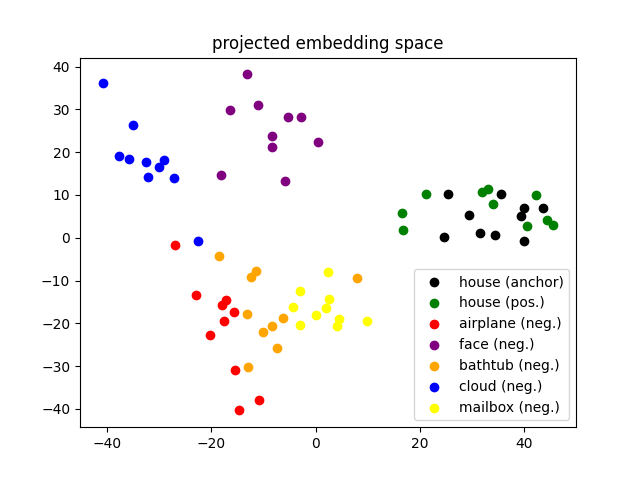 projected embedding space
40
30
20
10
0
−10
−20
−30
−40
−40
−20
0
20
40
house (anchor)
house (pos.)
airplane (neg.)
face (neg.)
bathtub (neg.)
cloud (neg.)
mailbox (neg.)